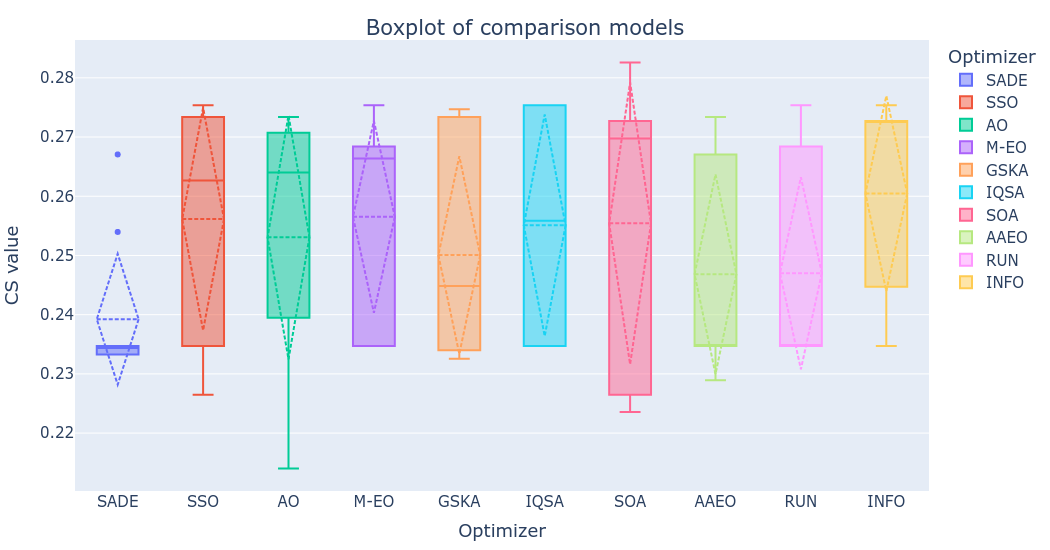 Boxplot of comparison models
CS value
0.28
0.27
0.26
0.25
0.24
0.23
0.22
SADE SSO AO M-EO GSKA IQSA SOA AAEO RUN INFO
Optimizer
Optimizer
SADE
SSO
AO
M-EO
GSKA
IQSA
SOA
AAEO
RUN
INFO